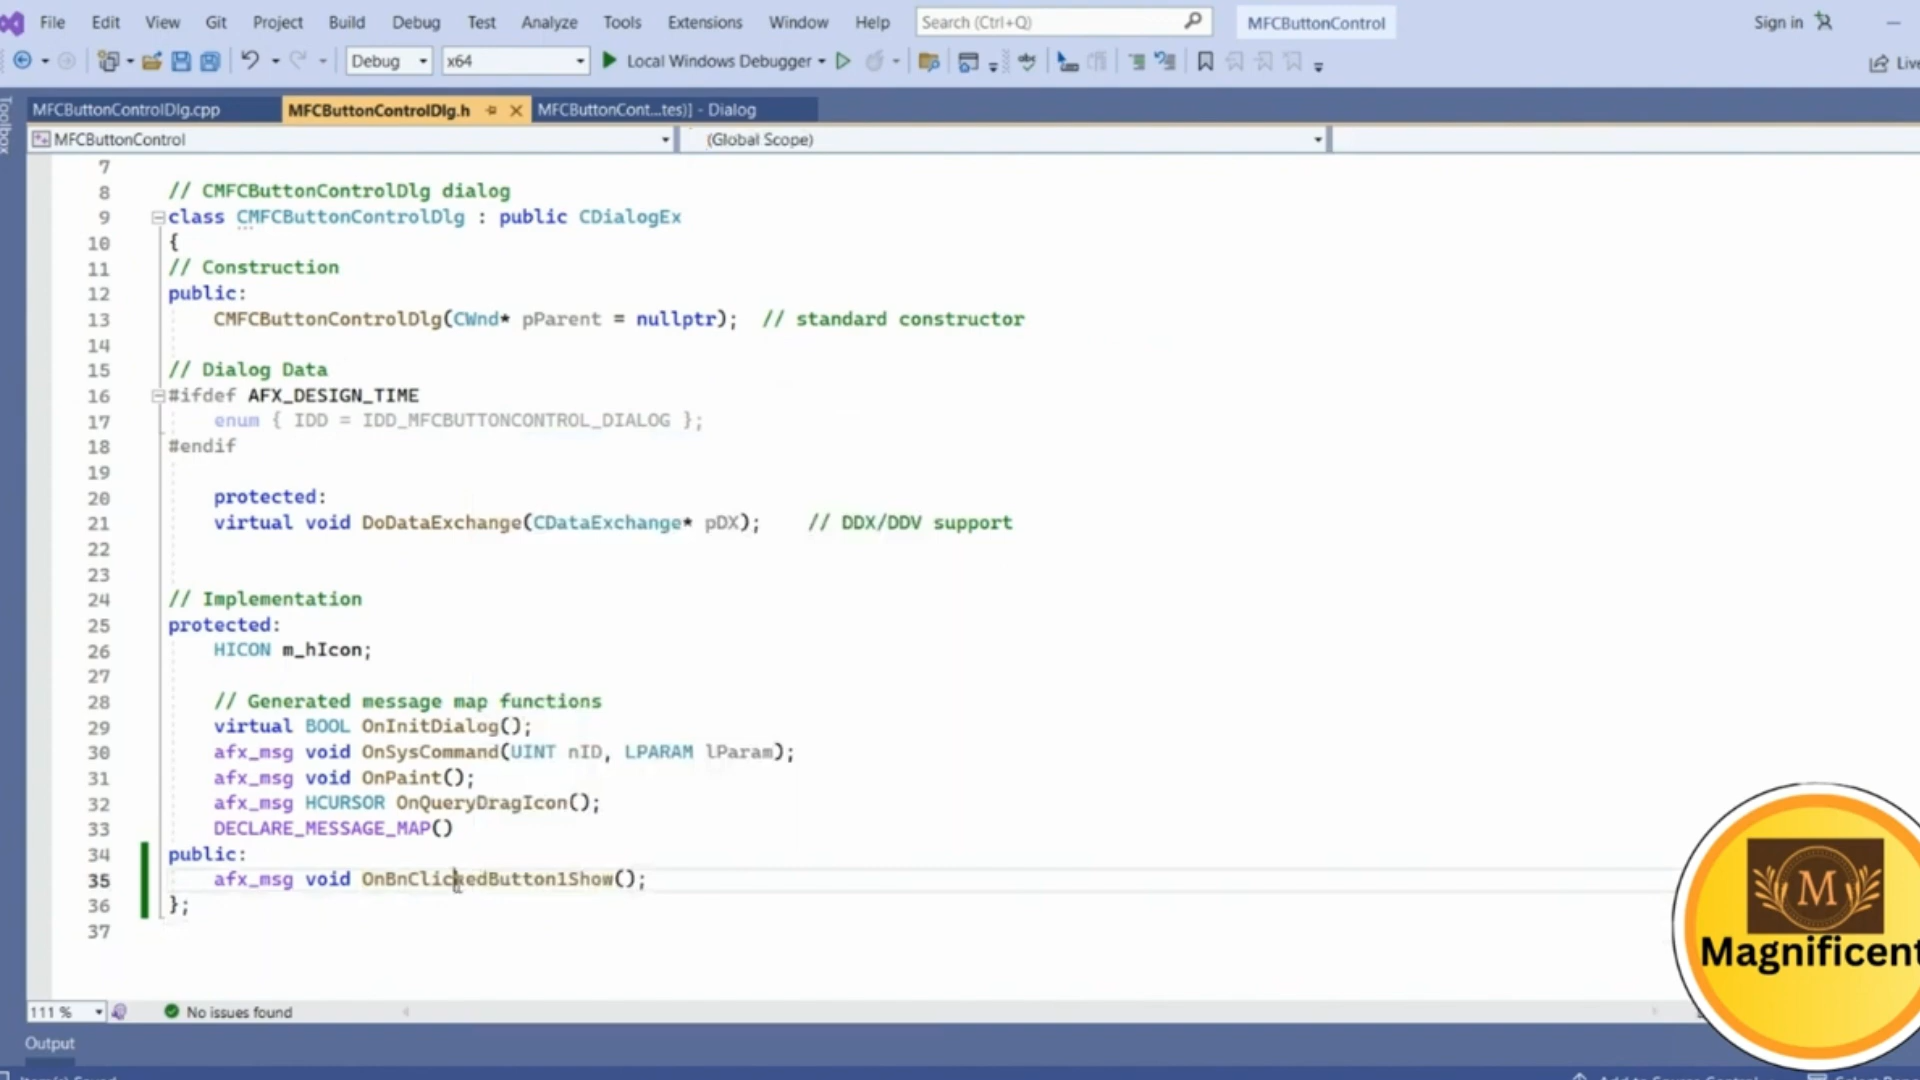 File Edit View Git Project Build Debug Test Analyze Tools Extensions Window Help Search (Ctrl+Q) MFCButtonControl Sign in
Debug x64 Local Windows Debugger Live
Toolbox
MFCButtonControlDlg.cpp MFCButtonControlDlg.h MFCButtonCont...tes)] - Dialog
MFCButtonControl (Global Scope)
7
8 // CMFCButtonControlDlg dialog
9 class CMFCButtonControlDlg : public CDialogEx
10 {
11 // Construction
12 public:
13 CMFCButtonControlDlg(CWnd* pParent = nullptr); // standard constructor
14
15 // Dialog Data
16 #ifdef AFX_DESIGN_TIME
17 enum { IDD = IDD_MFCBUTTONCONTROL_DIALOG };
18 #endif
19
20 protected:
21 virtual void DoDataExchange(CDataExchange* pDX); // DDX/DDV support
22
23
24 // Implementation
25 protected:
26 HICON m_hIcon;
27
28 // Generated message map functions
29 virtual BOOL OnInitDialog();
30 afx_msg void OnSysCommand(UINT nID, LPARAM lParam);
31 afx_msg void OnPaint();
32 afx_msg HCURSOR OnQueryDragIcon();
33 DECLARE_MESSAGE_MAP()
34 public:
35 afx_msg void OnBnClickedButton1Show();
36 };
37
M
Magnificent
111 % No issues found
Output